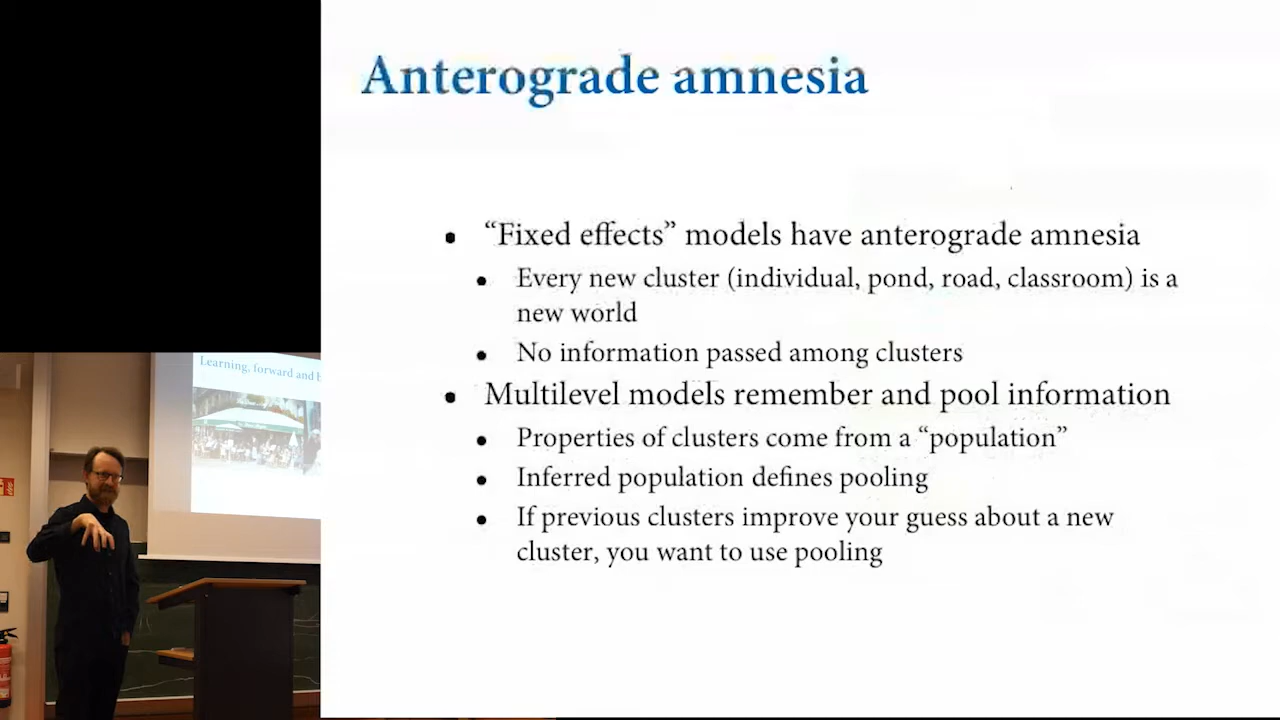 Anterograde amnesia
• “Fixed effects” models have anterograde amnesia
• Every new cluster (individual, pond, road, classroom) is a
new world
• No information passed among clusters
• Multilevel models remember and pool information
• Properties of clusters come from a “population”
• Inferred population defines pooling
• If previous clusters improve your guess about a new
cluster, you want to use pooling
Learning, forward and